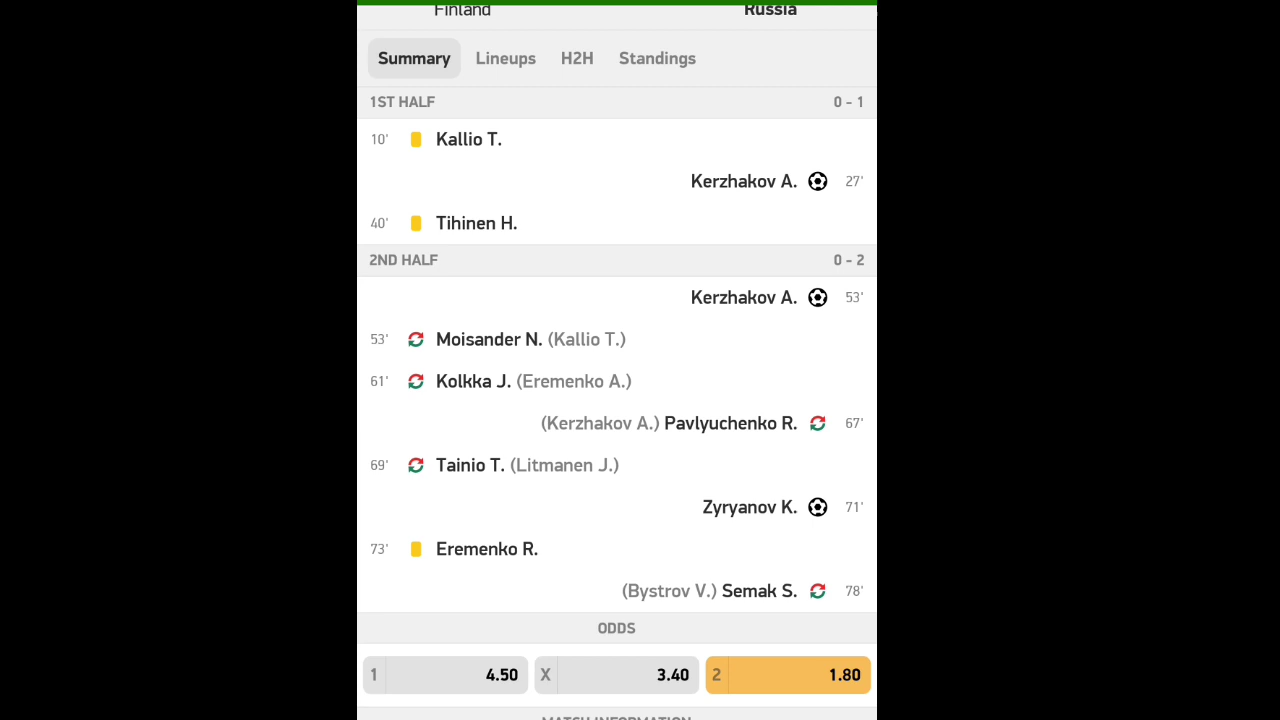 Finland Russia
Summary Lineups H2H Standings
1ST HALF 0 - 1
10' Kallio T.
Kerzhakov A. 27'
40' Tihinen H.
2ND HALF 0 - 2
Kerzhakov A. 53'
53' Moisander N. (Kallio T.)
61' Kolkka J. (Eremenko A.)
(Kerzhakov A.) Pavlyuchenko R. 67'
69' Tainio T. (Litmanen J.)
Zyryanov K. 71'
73' Eremenko R.
(Bystrov V.) Semak S. 78'
ODDS
1 4.50 X 3.40 2 1.80
MATCH INFORMATION